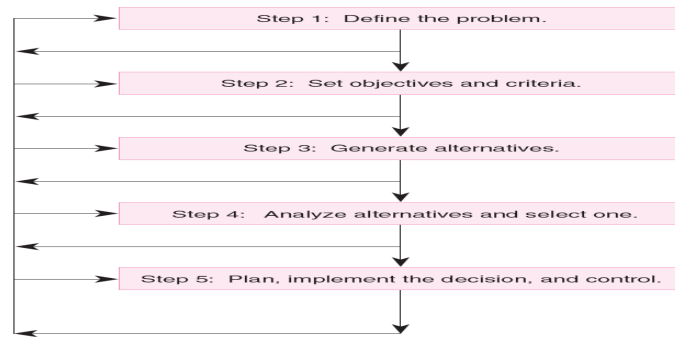 Step 1: Define the problem.
Step 2: Set objectives and criteria.
Step 3: Generate alternatives.
Step 4: Analyze alternatives and select one.
Step 5: Plan, implement the decision, and control.